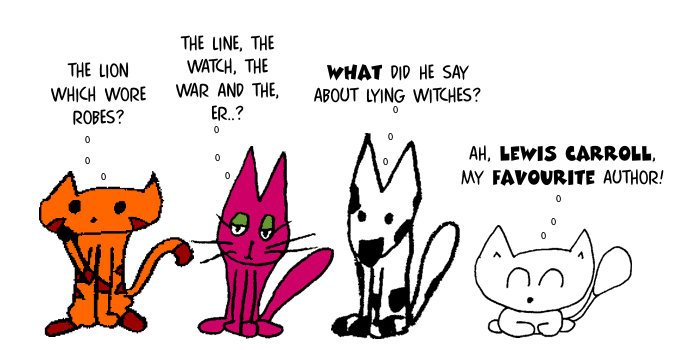 THE LION
WHICH WORE
ROBES?
THE LINE, THE
WATCH, THE
WAR AND THE,
ER..?
WHAT DID HE SAY
ABOUT LYING WITCHES?
AH, LEWIS CARROLL,
MY FAVOURITE AUTHOR!